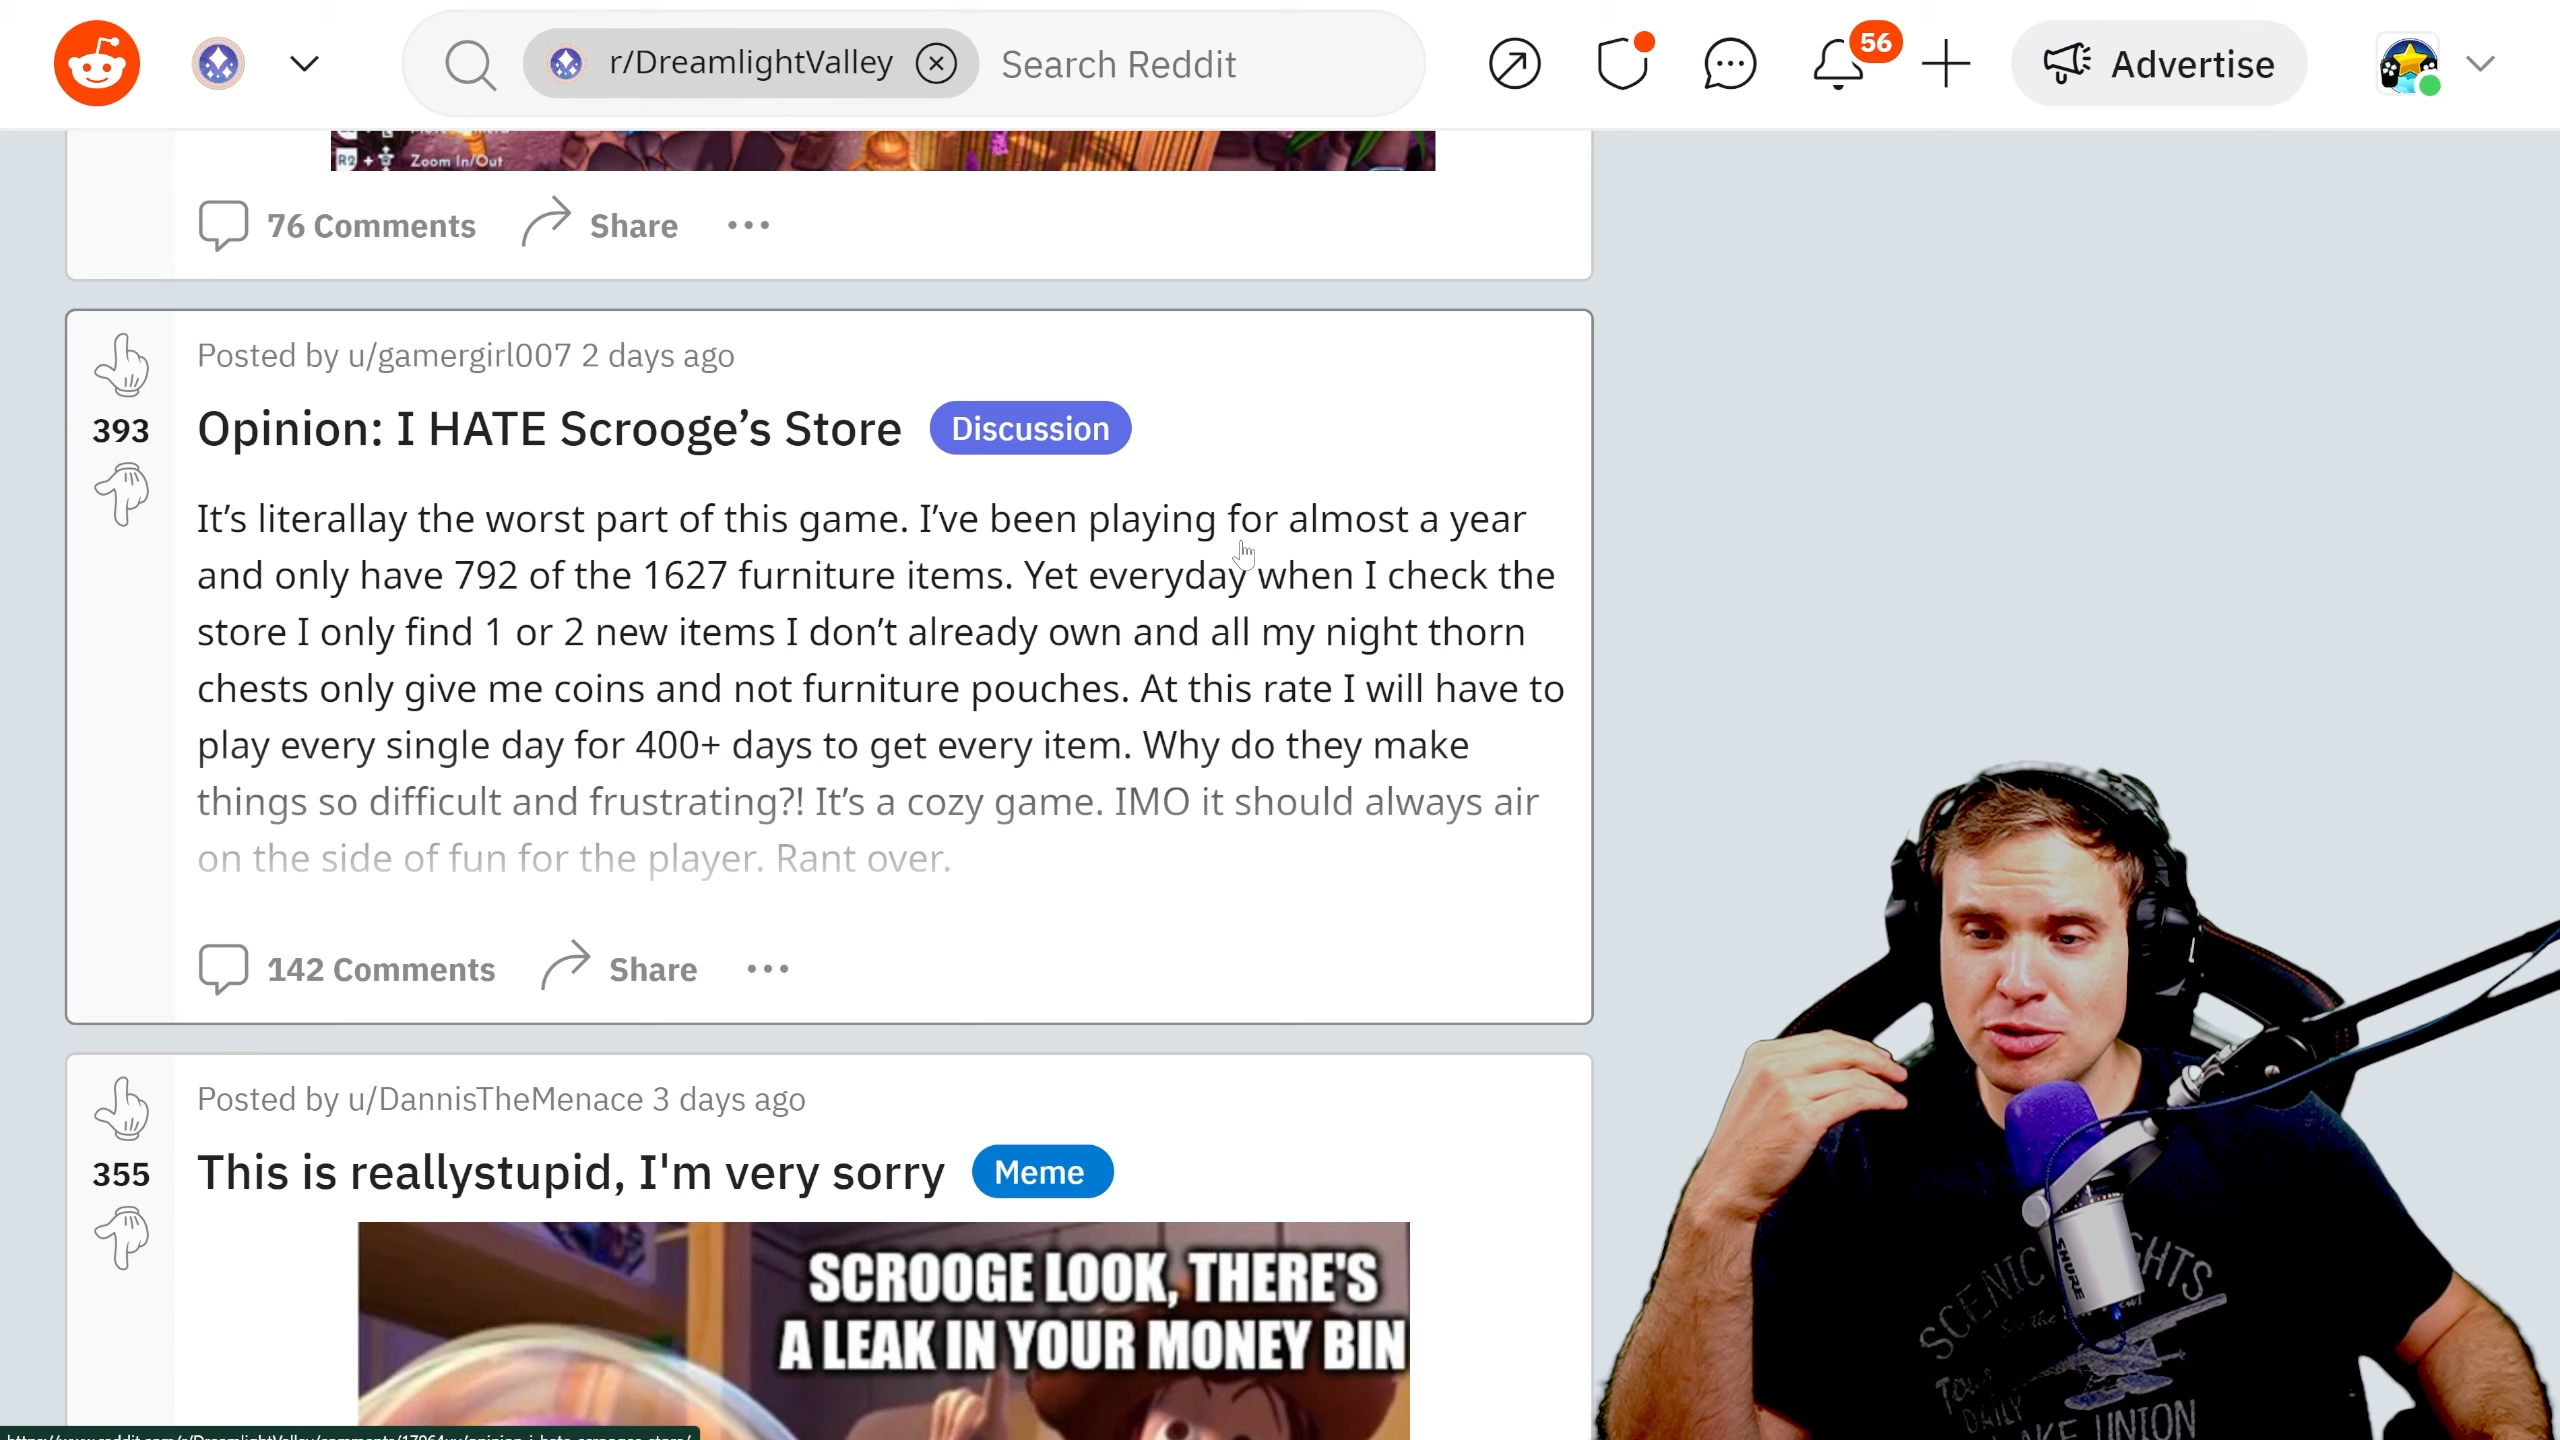 r/DreamlightValley Search Reddit 56 Advertise
R2 + Zoom In/Out
76 Comments Share
Posted by u/gamergirl007 2 days ago
393
Opinion: I HATE Scrooge’s Store Discussion
It’s literallay the worst part of this game. I’ve been playing for almost a year
and only have 792 of the 1627 furniture items. Yet everyday when I check the
store I only find 1 or 2 new items I don’t already own and all my night thorn
chests only give me coins and not furniture pouches. At this rate I will have to
play every single day for 400+ days to get every item. Why do they make
things so difficult and frustrating?! It’s a cozy game. IMO it should always air
on the side of fun for the player. Rant over.
142 Comments Share
Posted by u/DannisTheMenace 3 days ago
355
This is reallystupid, I'm very sorry Meme
SCROOGE LOOK, THERE'S
A LEAK IN YOUR MONEY BIN
SHURE
SCENIC
DAILY
UNION